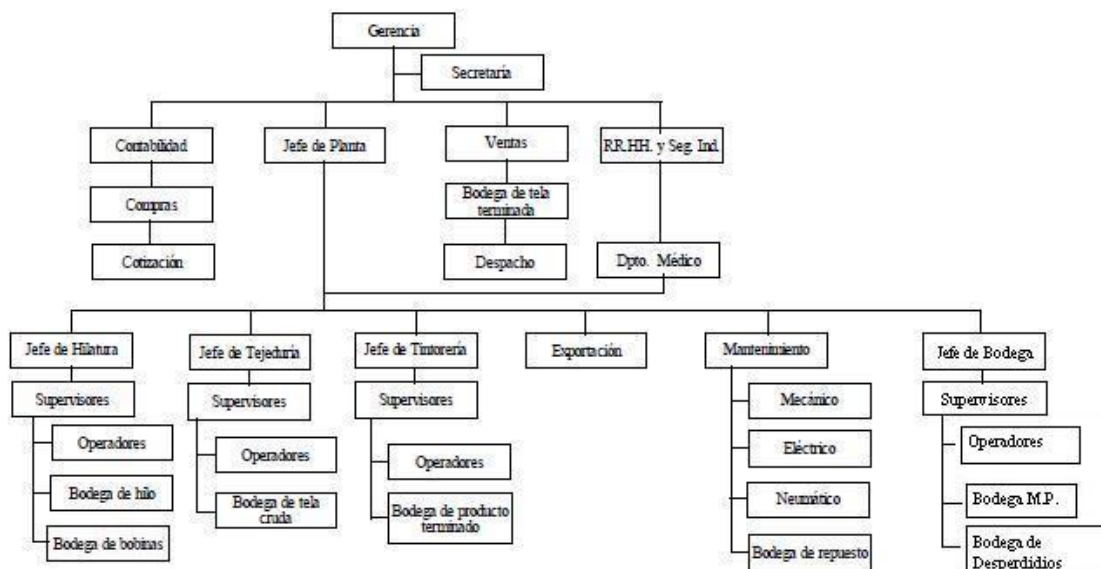 Gerencia
Secretaría
Contabilidad
Jefe de Planta
Ventas
RR.HH. y Seg. Ind.
Compras
Bodega de tela
terminada
Cotización
Despacho
Dpto. Médico
Jefe de Hilatura
Jefe de Tejeduría
Jefe de Tintorería
Exportación
Mantenimiento
Jefe de Bodega
Supervisores
Supervisores
Supervisores
Mecánico
Supervisores
Operadores
Operadores
Operadores
Eléctrico
Operadores
Bodega de hilo
Bodega de tela
cruda
Bodega de producto
terminado
Neumático
Bodega M.P.
Bodega de bobinas
Bodega de repuesto
Bodega de
Desperdidios